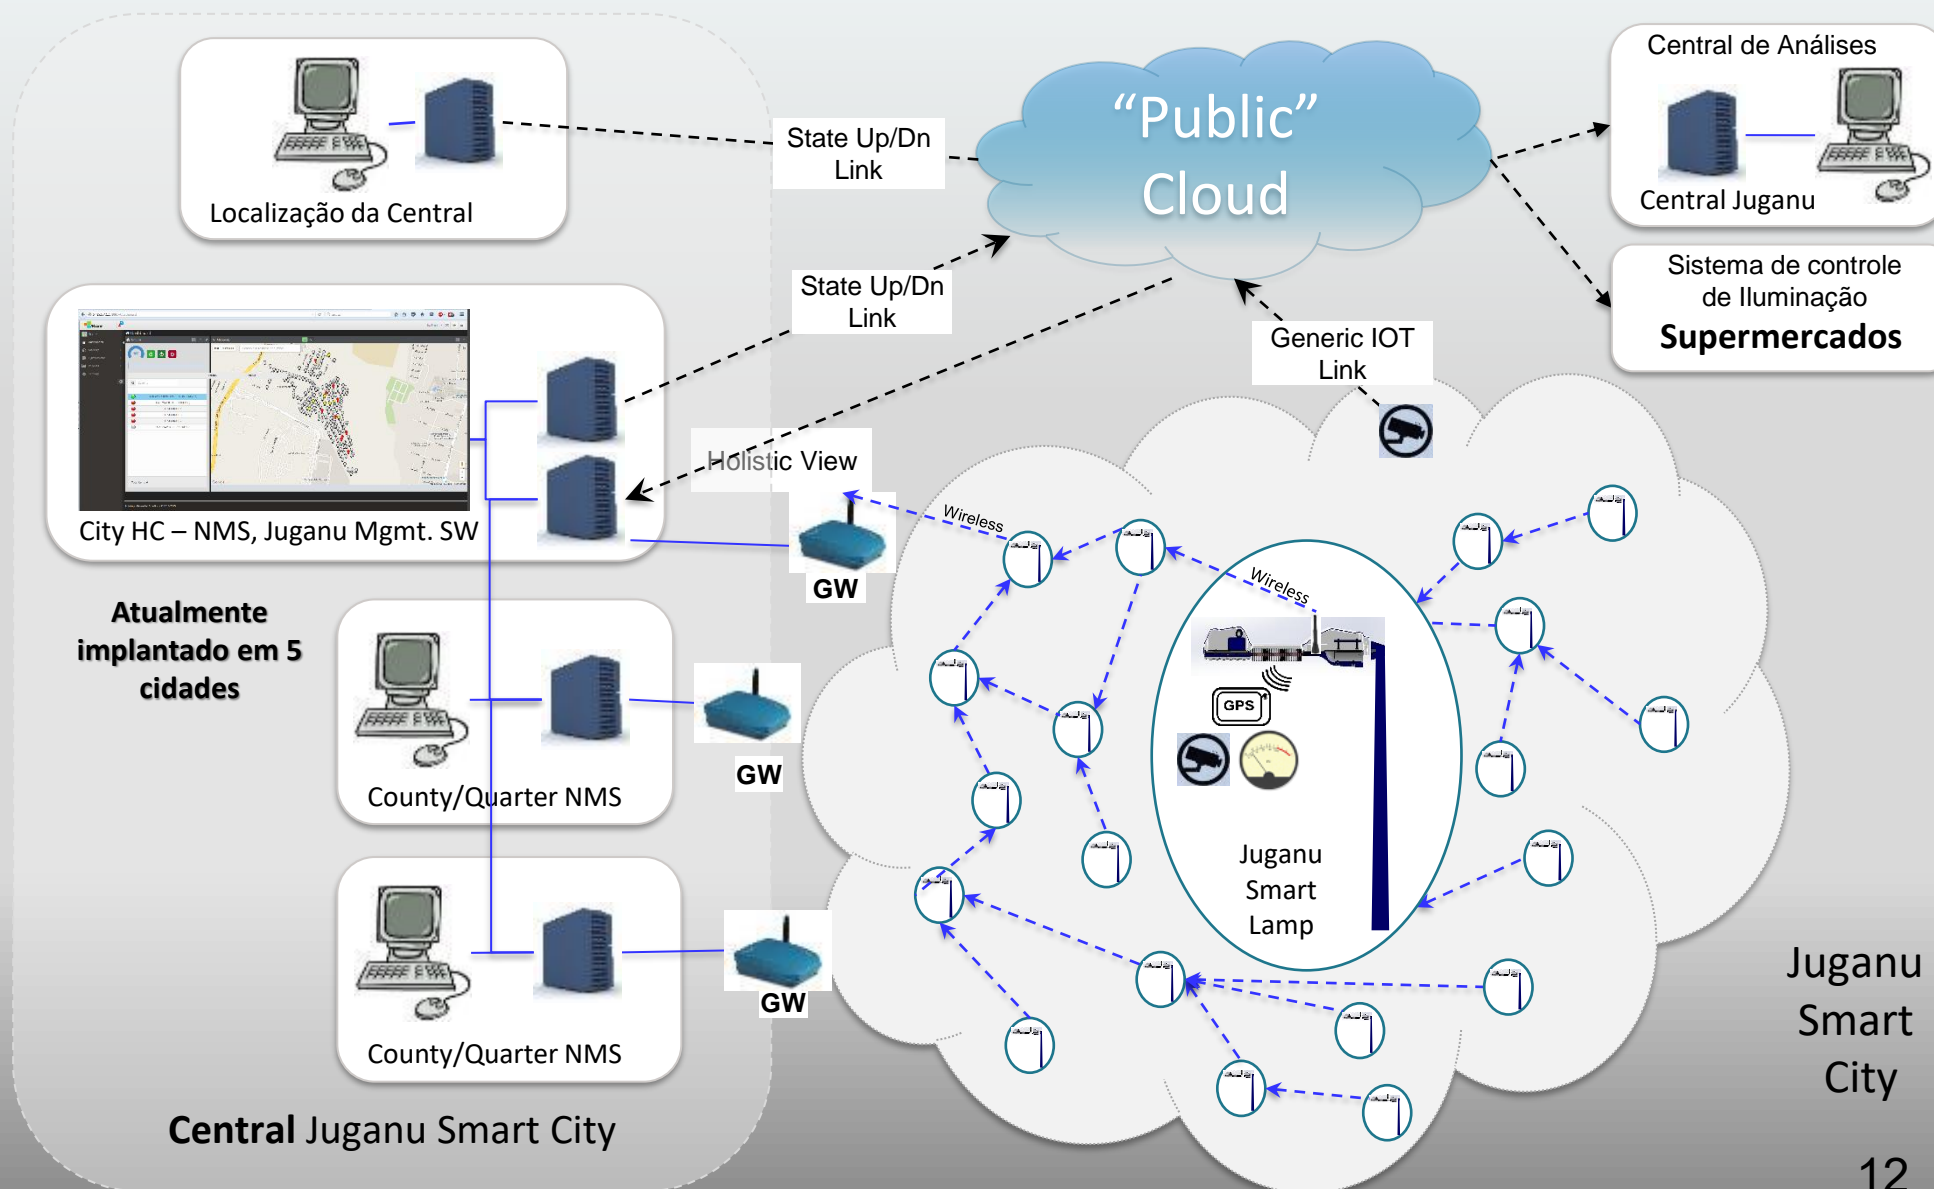 Localização da Central
State Up/Dn
Link
“Public”
Cloud
Central de Análises
Central Juganu
Sistema de controle
de Iluminação
Supermercados
State Up/Dn
Link
Generic IOT
Link
Holistic View
City HC – NMS, Juganu Mgmt. SW
Wireless
GW
Wireless
Atualmente
implantado em 5
cidades
GPS
GW
County/Quarter NMS
Juganu
Smart
Lamp
GW
County/Quarter NMS
Juganu
Smart
City
Central Juganu Smart City
12